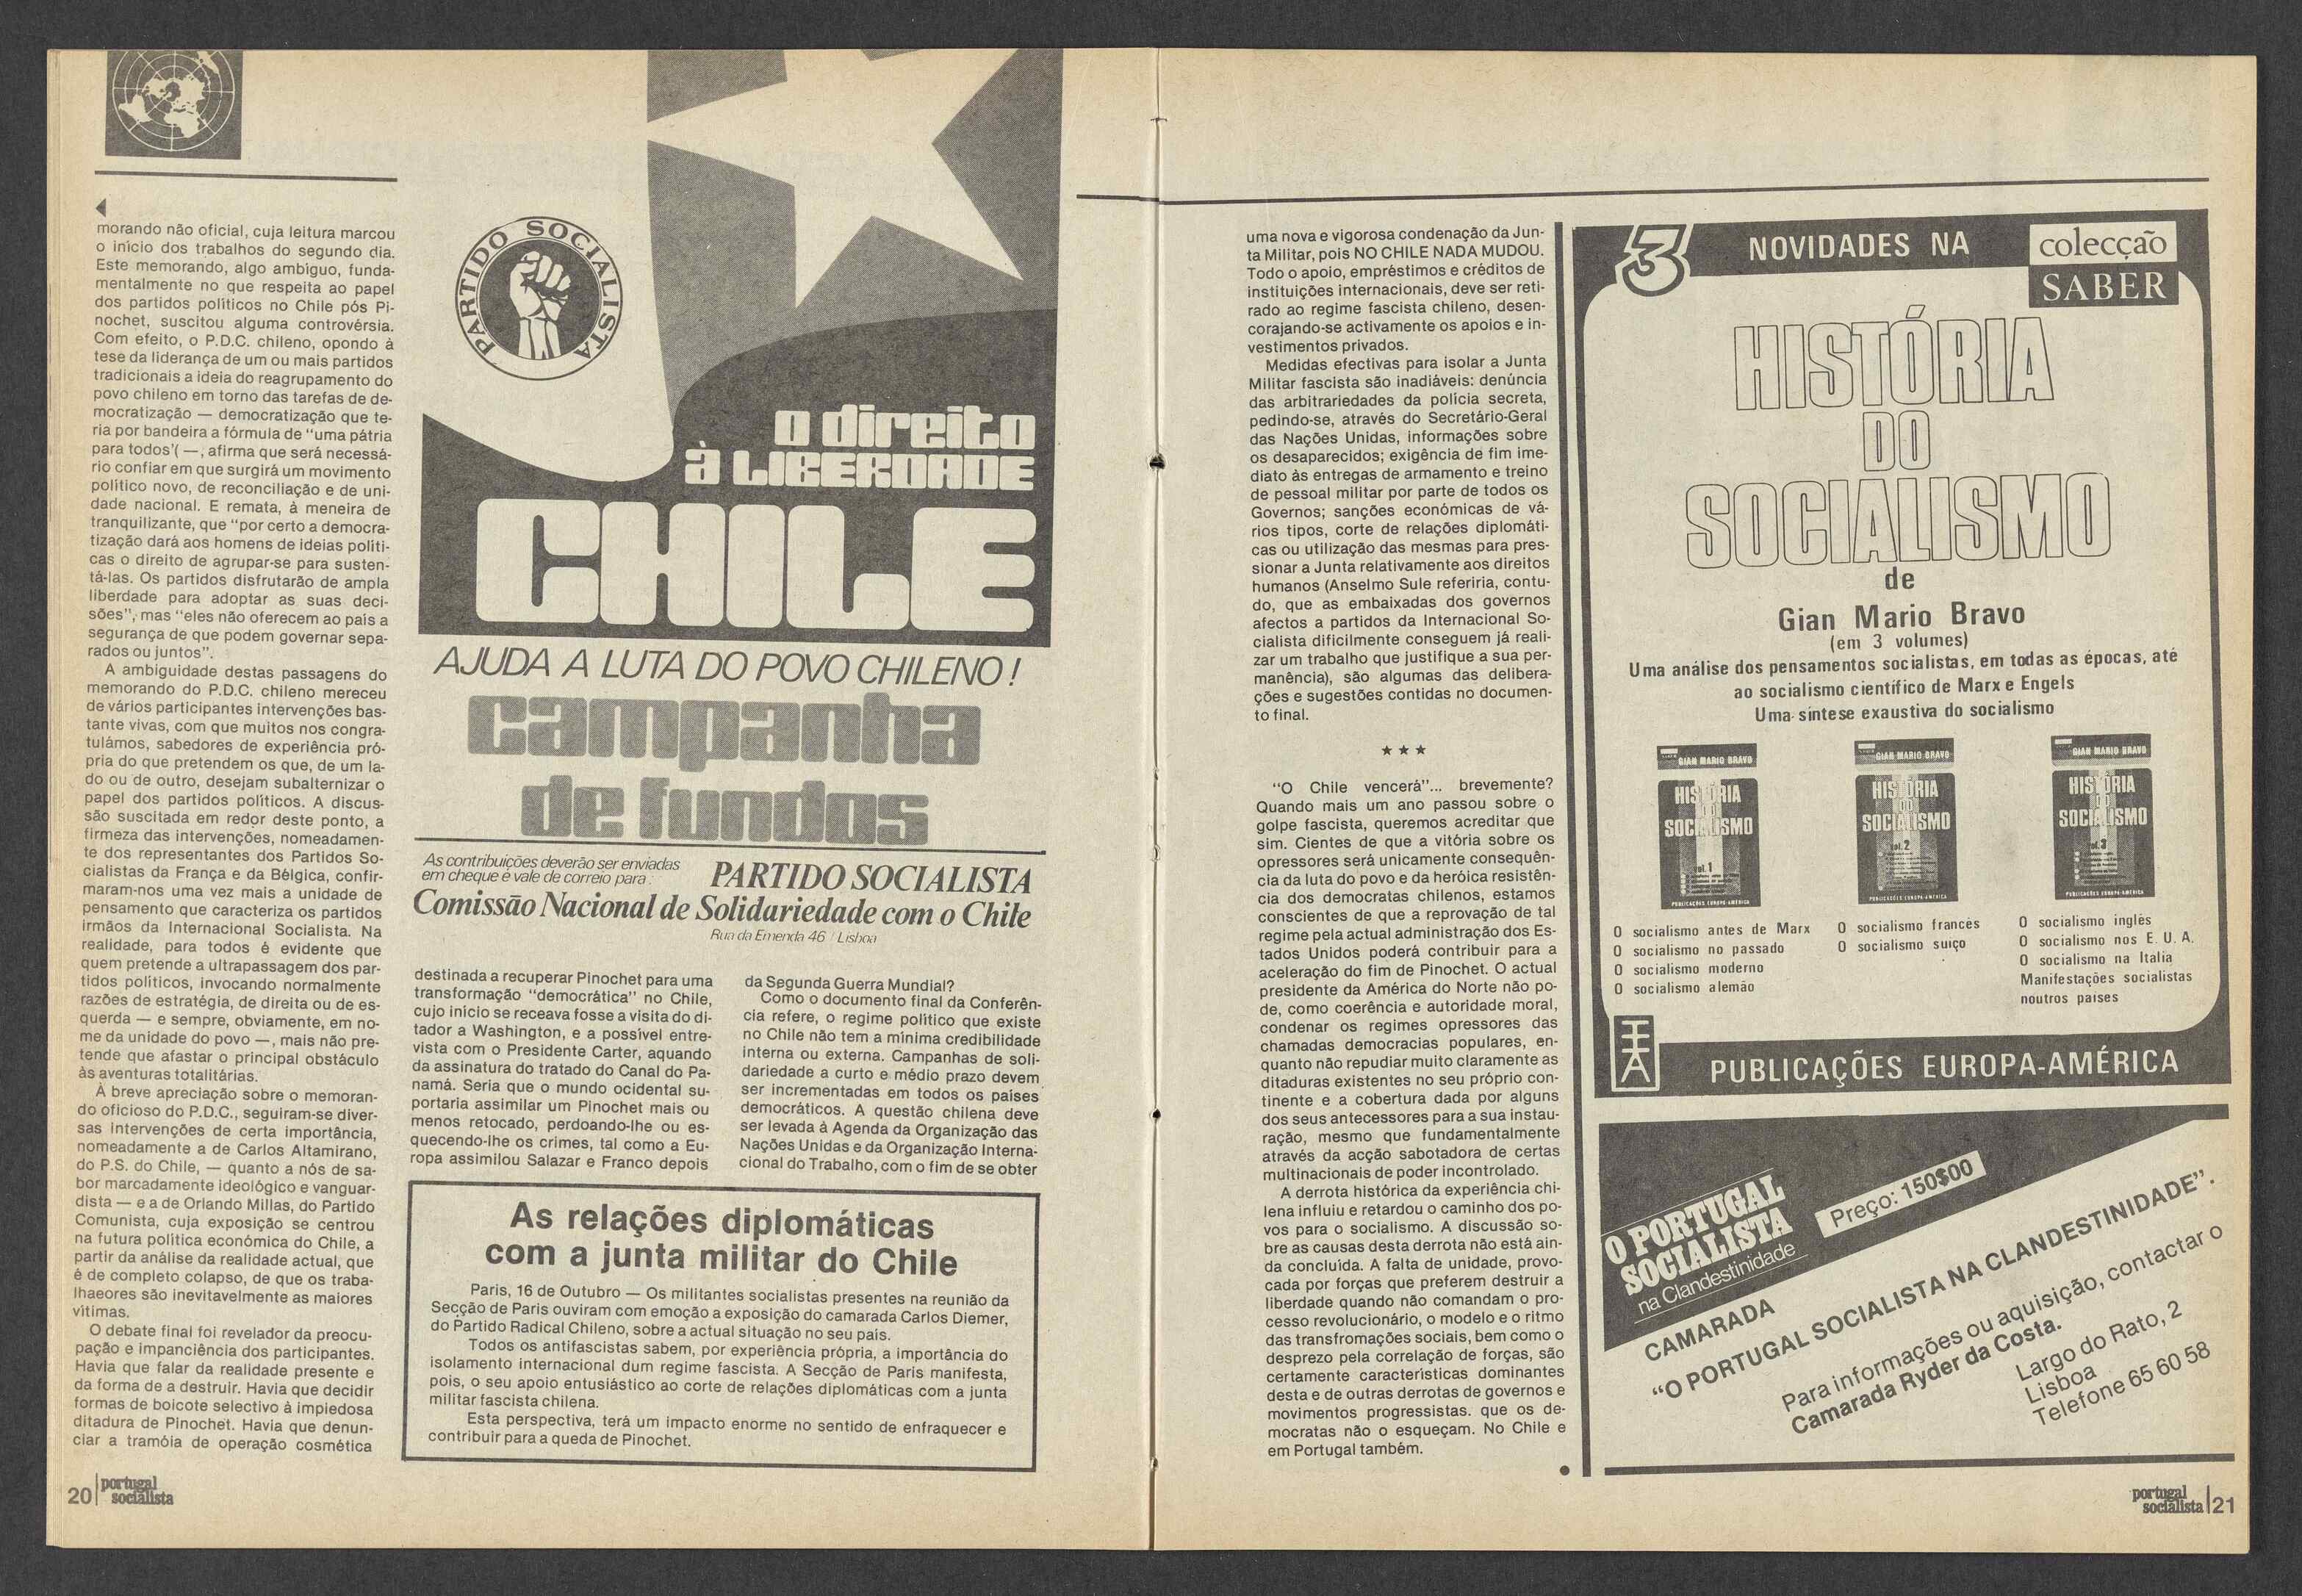 morando não oficial, cuja leitura marcou
o início dos trabalhos do segundo dia.
Este memorando, algo ambíguo, funda-
mentalmente no que respeita ao papel
dos partidos políticos no Chile pós Pi-
nochet, suscitou alguma controvérsia.
Com efeito, o P.D.C. chileno, opondo à
tese da liderança de um ou mais partidos
tradicionais a ideia do reagrupamento do
povo chileno em torno das tarefas de de-
mocratização — democratização que te-
ria por bandeira a fórmula de "uma pátria
para todos'( —, afirma que será necessá-
rio confiar em que surgirá um movimento
político novo, de reconciliação e de uni-
dade nacional. E remata, à meneira de
tranquilizante, que "por certo a democra-
tização dará aos homens de ideias políti-
cas o direito de agrupar-se para susten-
tá-las. Os partidos disfrutarão de ampla
liberdade para adoptar as suas deci-
sões", mas "eles não oferecem ao país a
segurança de que podem governar sepa-
rados ou juntos".
A ambiguidade destas passagens do
memorando do P.D.C. chileno mereceu
de vários participantes intervenções bas-
tante vivas, com que muitos nos congra-
tulámos, sabedores de experiência pró-
pria do que pretendem os que, de um la-
do ou de outro, desejam subalternizar o
papel dos partidos políticos. A discus-
são suscitada em redor deste ponto, a
firmeza das intervenções, nomeadamen-
te dos representantes dos Partidos So-
cialistas da França e da Bélgica, confir-
maram-nos uma vez mais a unidade de
pensamento que caracteriza os partidos
irmãos da Internacional Socialista. Na
realidade, para todos é evidente que
quem pretende a ultrapassagem dos par-
tidos políticos, invocando normalmente
razões de estratégia, de direita ou de es-
querda — e sempre, obviamente, em no-
me da unidade do povo —, mais não pre-
tende que afastar o principal obstáculo
às aventuras totalitárias.
À breve apreciação sobre o memoran-
do oficioso do P.D.C., seguiram-se diver-
sas intervenções de certa importância,
nomeadamente a de Carlos Altamirano,
do P.S. do Chile, — quanto a nós de sa-
bor marcadamente ideológico e vanguar-
dista — e a de Orlando Millas, do Partido
Comunista, cuja exposição se centrou
na futura política económica do Chile, a
partir da análise da realidade actual, que
é de completo colapso, de que os traba-
lhaeores são inevitavelmente as maiores
vítimas.
O debate final foi revelador da preocu-
pação e impanciência dos participantes.
Havia que falar da realidade presente e
da forma de a destruir. Havia que decidir
formas de boicote selectivo à impiedosa
ditadura de Pinochet. Havia que denun-
ciar a tramóia de operação cosmética
PARTIDO SOCIALISTA
o direito
à LIBERDADE
CHILE
AJUDA A LUTA DO POVO CHILENO !
campanha
de fundos
As contribuições deverão ser enviadas
em cheque e vale de correio para:
PARTIDO SOCIALISTA
Comissão Nacional de Solidariedade com o Chile
Rua da Emenda 46 / Lisboa
destinada a recuperar Pinochet para uma
transformação "democrática" no Chile,
cujo início se receava fosse a visita do di-
tador a Washington, e a possível entre-
vista com o Presidente Carter, aquando
da assinatura do tratado do Canal do Pa-
namá. Seria que o mundo ocidental su-
portaria assimilar um Pinochet mais ou
menos retocado, perdoando-lhe ou es-
quecendo-lhe os crimes, tal como a Eu-
ropa assimilou Salazar e Franco depois
da Segunda Guerra Mundial?
Como o documento final da Conferên-
cia refere, o regime político que existe
no Chile não tem a mínima credibilidade
interna ou externa. Campanhas de soli-
dariedade a curto e médio prazo devem
ser incrementadas em todos os países
democráticos. A questão chilena deve
ser levada à Agenda da Organização das
Nações Unidas e da Organização Interna-
cional do Trabalho, com o fim de se obter
As relações diplomáticas
com a junta militar do Chile
Paris, 16 de Outubro — Os militantes socialistas presentes na reunião da
Secção de Paris ouviram com emoção a exposição do camarada Carlos Diemer,
do Partido Radical Chileno, sobre a actual situação no seu país.
Todos os antifascistas sabem, por experiência própria, a importância do
isolamento internacional dum regime fascista. A Secção de Paris manifesta,
pois, o seu apoio entusiástico ao corte de relações diplomáticas com a junta
militar fascista chilena.
Esta perspectiva, terá um impacto enorme no sentido de enfraquecer e
contribuir para a queda de Pinochet.
20 portugal
socialista
uma nova e vigorosa condenação da Jun-
ta Militar, pois NO CHILE NADA MUDOU.
Todo o apoio, empréstimos e créditos de
instituições internacionais, deve ser reti-
rado ao regime fascista chileno, desen-
corajando-se activamente os apoios e in-
vestimentos privados.
Medidas efectivas para isolar a Junta
Militar fascista são inadiáveis: denúncia
das arbitrariedades da polícia secreta,
pedindo-se, através do Secretário-Geral
das Nações Unidas, informações sobre
os desaparecidos; exigência de fim ime-
diato às entregas de armamento e treino
de pessoal militar por parte de todos os
Governos; sanções económicas de vá-
rios tipos, corte de relações diplomáti-
cas ou utilização das mesmas para pres-
sionar a Junta relativamente aos direitos
humanos (Anselmo Sule referiria, contu-
do, que as embaixadas dos governos
afectos a partidos da Internacional So-
cialista dificilmente conseguem já reali-
zar um trabalho que justifique a sua per-
manência), são algumas das delibera-
ções e sugestões contidas no documen-
to final.
★ ★ ★
"O Chile vencerá"... brevemente?
Quando mais um ano passou sobre o
golpe fascista, queremos acreditar que
sim. Cientes de que a vitória sobre os
opressores será unicamente consequên-
cia da luta do povo e da heróica resistên-
cia dos democratas chilenos, estamos
conscientes de que a reprovação de tal
regime pela actual administração dos Es-
tados Unidos poderá contribuir para a
aceleração do fim de Pinochet. O actual
presidente da América do Norte não po-
de, como coerência e autoridade moral,
condenar os regimes opressores das
chamadas democracias populares, en-
quanto não repudiar muito claramente as
ditaduras existentes no seu próprio con-
tinente e a cobertura dada por alguns
dos seus antecessores para a sua instau-
ração, mesmo que fundamentalmente
através da acção sabotadora de certas
multinacionais de poder incontrolado.
A derrota histórica da experiência chi-
lena influiu e retardou o caminho dos po-
vos para o socialismo. A discussão so-
bre as causas desta derrota não está ain-
da concluída. A falta de unidade, provo-
cada por forças que preferem destruir a
liberdade quando não comandam o pro-
cesso revolucionário, o modelo e o ritmo
das transfromações sociais, bem como o
desprezo pela correlação de forças, são
certamente características dominantes
desta e de outras derrotas de governos e
movimentos progressistas. que os de-
mocratas não o esqueçam. No Chile e
em Portugal também.
3 NOVIDADES NA
colecção
SABER
HISTÓRIA
DO
SOCIALISMO
de
Gian Mario Bravo
(em 3 volumes)
Uma análise dos pensamentos socialistas, em todas as épocas, até
ao socialismo científico de Marx e Engels
Uma síntese exaustiva do socialismo
GIAN MARIO BRAVO
HISTÓRIA
DO
SOCIALISMO
vol. 1
PUBLICAÇÕES EUROPA-AMÉRICA
GIAN MARIO BRAVO
HISTÓRIA
DO
SOCIALISMO
vol. 2
PUBLICAÇÕES EUROPA-AMÉRICA
GIAN MARIO BRAVO
HISTÓRIA
DO
SOCIALISMO
vol. 3
PUBLICAÇÕES EUROPA-AMÉRICA
O socialismo antes de Marx
O socialismo no passado
O socialismo moderno
O socialismo alemão
O socialismo francês
O socialismo suíço
O socialismo inglês
O socialismo nos E. U. A.
O socialismo na Itália
Manifestações socialistas
noutros países
PUBLICAÇÕES EUROPA-AMÉRICA
O PORTUGAL
SOCIALISTA
na Clandestinidade
Preço: 150$00
CAMARADA
"O PORTUGAL SOCIALISTA NA CLANDESTINIDADE".
Para informações ou aquisição, contactar o
Camarada Ryder da Costa.
Largo do Rato, 2
Lisboa
Telefone 65 60 58
portugal
socialista 21